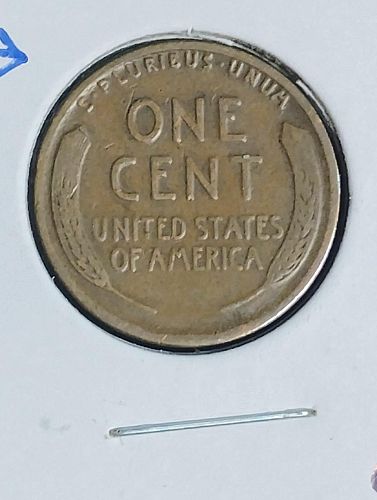 E·PLURIBUS·UNUM
ONE
CENT
UNITED STATES
OF AMERICA